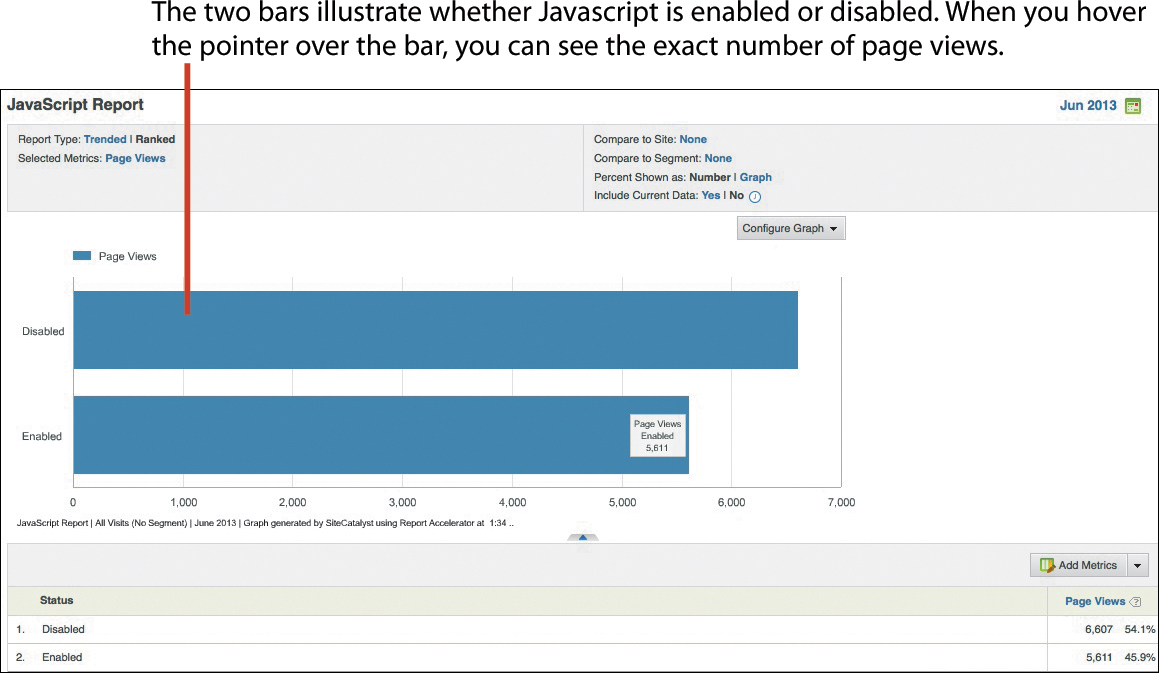 The two bars illustrate whether Javascript is enabled or disabled. When you hover
the pointer over the bar, you can see the exact number of page views.
JavaScript Report
Jun 2013
Report Type: Trended | Ranked
Selected Metrics: Page Views
Compare to Site: None
Compare to Segment: None
Percent Shown as: Number | Graph
Include Current Data: Yes | No i
Configure Graph
Page Views
Disabled
Enabled
Page Views
Enabled
5,611
0 1,000 2,000 3,000 4,000 5,000 6,000 7,000
JavaScript Report | All Visits (No Segment) | June 2013 | Graph generated by SiteCatalyst using Report Accelerator at 1:34 ..
Add Metrics
Status Page Views ?
1. Disabled 6,607 54.1%
2. Enabled 5,611 45.9%